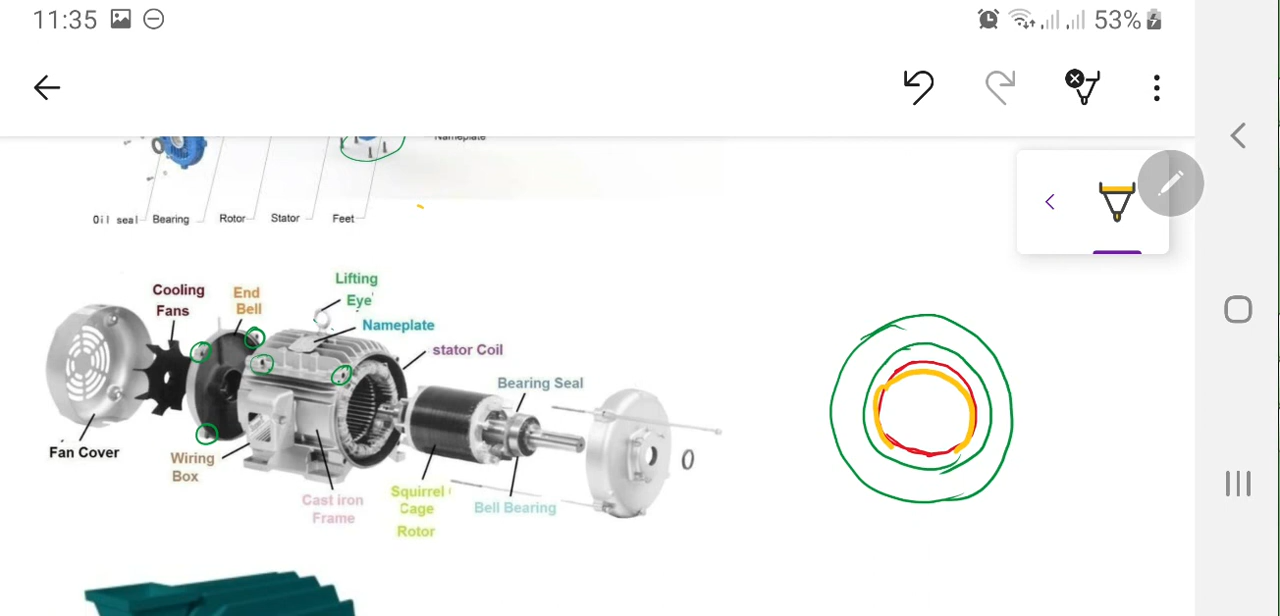 11:35
53%
Nameplate
Oil seal Bearing Rotor Stator Feet
Lifting
Eye
Cooling
Fans
End
Bell
Nameplate
stator Coil
Bearing Seal
Fan Cover
Wiring
Box
Cast iron
Frame
Squirrel
Cage
Rotor
Bell Bearing